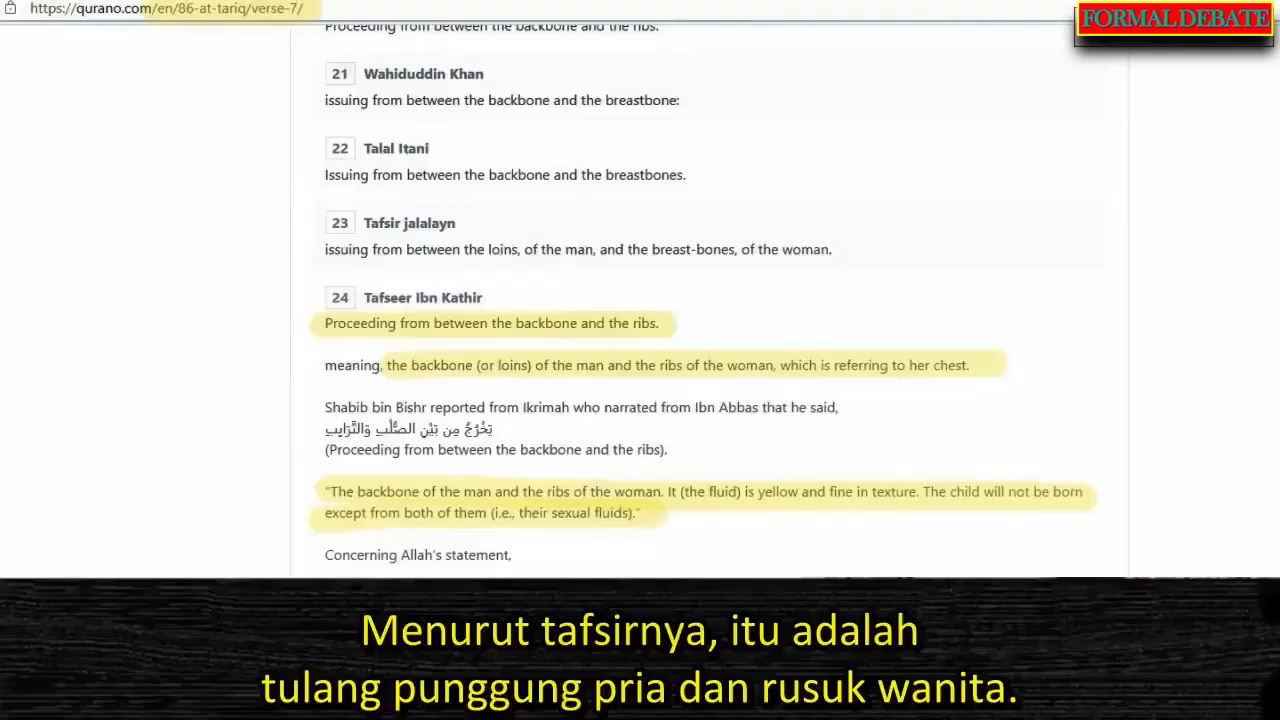 https://qurano.com/en/86-at-tariq/verse-7/
FORMAL DEBATE
Proceeding from between the backbone and the ribs.
21 Wahiduddin Khan
issuing from between the backbone and the breastbone:
22 Talal Itani
Issuing from between the backbone and the breastbones.
23 Tafsir jalalayn
issuing from between the loins, of the man, and the breast-bones, of the woman.
24 Tafseer Ibn Kathir
Proceeding from between the backbone and the ribs.
meaning, the backbone (or loins) of the man and the ribs of the woman, which is referring to her chest.
Shabib bin Bishr reported from Ikrimah who narrated from Ibn Abbas that he said,
يَخْرُجُ مِن بَيْنِ الصُّلْبِ وَالتَّرَايِبِ
(Proceeding from between the backbone and the ribs).
"The backbone of the man and the ribs of the woman. It (the fluid) is yellow and fine in texture. The child will not be born
except from both of them (i.e., their sexual fluids)."
Concerning Allah's statement,
Menurut tafsirnya, itu adalah
tulang punggung pria dan rusuk wanita.